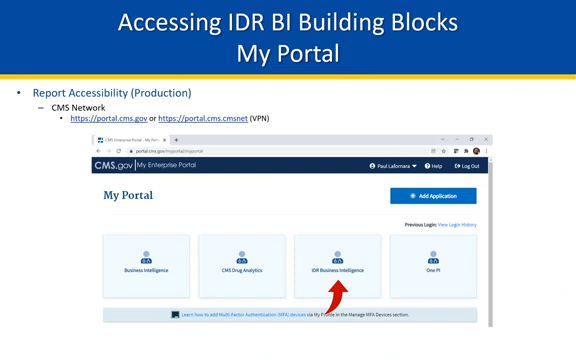 Accessing IDR BI Building Blocks
My Portal
• Report Accessibility (Production)
– CMS Network
• https://portal.cms.gov or https://portal.cms.cmsnet (VPN)
CMS Enterprise Portal - My Port
portal.cms.gov/myportal/myportal
CMS.gov | My Enterprise Portal
Paul Lafornara
Help
Log Out
My Portal
Add Application
Previous Login: View Login History
Business Intelligence
CMS Drug Analytics
IDR Business Intelligence
One PI
Learn how to add Multi-Factor Authentication (MFA) devices via My Profile in the Manage MFA Devices section.